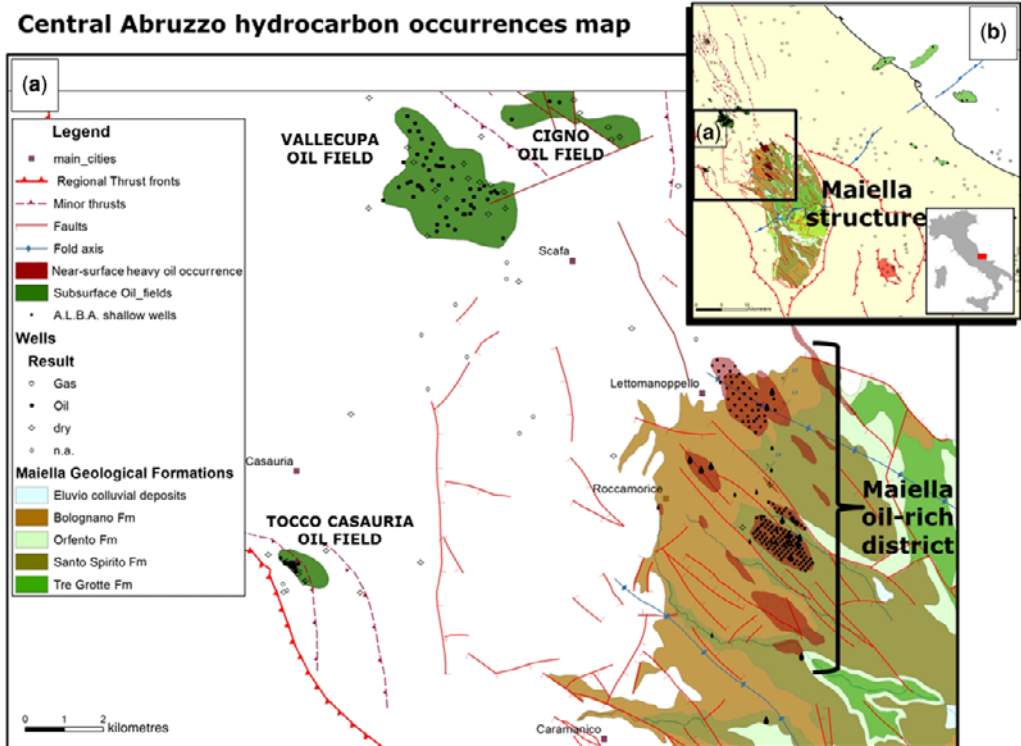 Central Abruzzo hydrocarbon occurrences map
(a)
Legend
main_cities
Regional Thrust fronts
Minor thrusts
Faults
Fold axis
Near-surface heavy oil occurrence
Subsurface Oil_fields
A.L.B.A. shallow wells
Wells
Result
Gas
Oil
dry
n.a.
Maiella Geological Formations
Eluvio colluvial deposits
Bolognano Fm
Orfento Fm
Santo Spirito Fm
Tre Grotte Fm
VALLECUPA
OIL FIELD
CIGNO
OIL FIELD
Scafa
Lettomanoppello
Casauria
Roccamorice
TOCCO CASAURIA
OIL FIELD
Maiella
oil-rich
district
Caramanico
0 1 2
kilometres
(b)
(a)
Maiella
structure